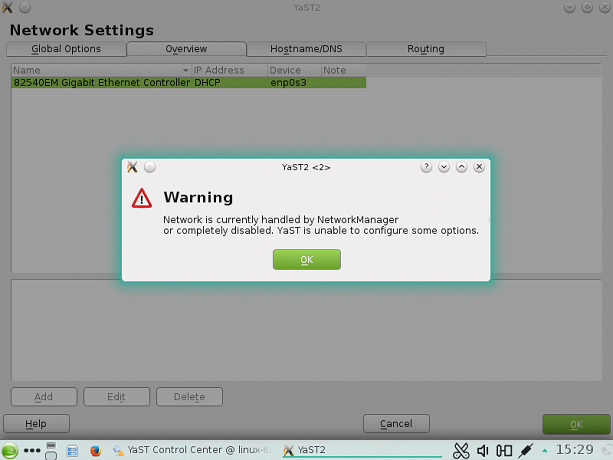 YaST2
Network Settings
Global Options
Overview
Hostname/DNS
Routing
Name
IP Address
Device
Note
82540EM Gigabit Ethernet Controller DHCP enp0s3
YaST2 <2>
?
Warning
Network is currently handled by NetworkManager
or completely disabled. YaST is unable to configure some options.
OK
Add
Edit
Delete
Help
Cancel
OK
YaST Control Center @ linux-6
YaST2
15:29